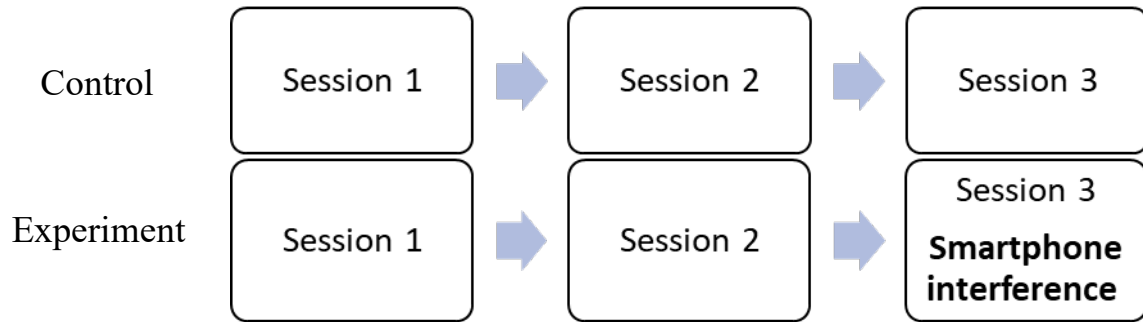 Control
Session 1
Session 2
Session 3
Experiment
Session 1
Session 2
Session 3
Smartphone
interference